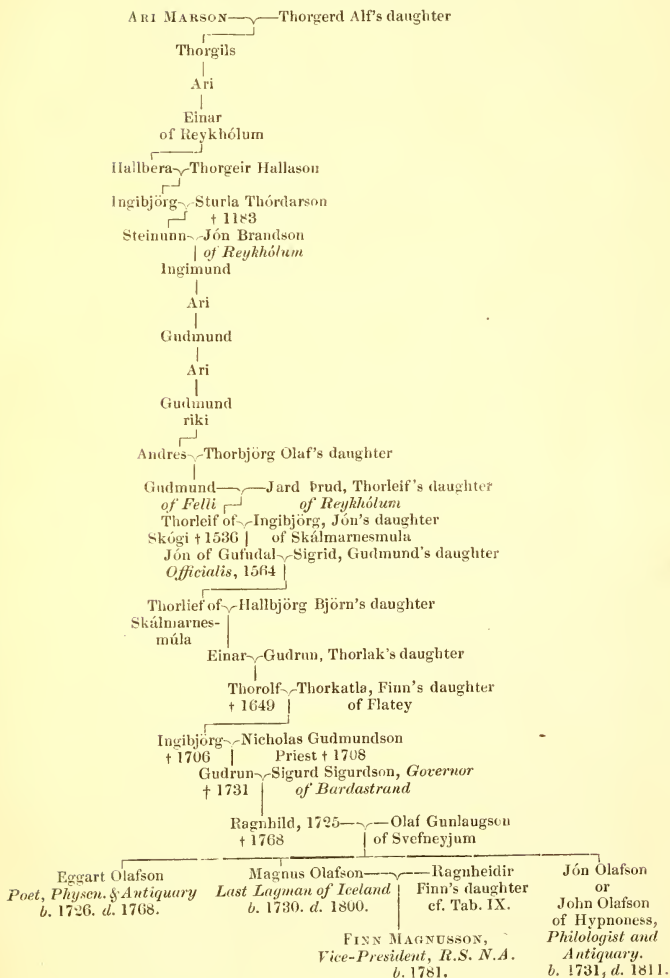 ARI MARSON Thorgerd Alf's daughter
Thorgils
Ari
Einar
of Reykhólum
Hallbera Thorgeir Hallason
Ingibjörg Sturla Thórdarson
† 1183
Steinunn Jón Brandson
of Reykhólum
Ingimund
Ari
Gudmund
Ari
Gudmund
riki
Andres Thorbjörg Olaf's daughter
Gudmund Jard Þrud, Thorleif's daughter
of Felli of Reykhólum
Thorleif of Ingibjörg, Jón's daughter
Skógi † 1536 of Skálmarnesmula
Jón of Gufudal Sigrid, Gudmund's daughter
Officialis, 1564
Thorlief of Hallbjörg Björn's daughter
Skálmarnes-
múla
Einar Gudrun, Thorlak's daughter
Thorolf Thorkatla, Finn's daughter
† 1649 of Flatey
Ingibjörg Nicholas Gudmundson
† 1706 Priest † 1708
Gudrun Sigurd Sigurdson, Governor
† 1731 of Bardastrand
Ragnhild, 1725 Olaf Gunlaugson
† 1768 of Svefneyjum
Eggart Olafson
Poet, Physcn. & Antiquary
b. 1726. d. 1768.
Magnus Olafson
Last Lagman of Iceland
b. 1730. d. 1800.
Ragnheidir
Finn's daughter
cf. Tab. IX.
Jón Olafson
or
John Olafson
of Hypnoness,
Philologist and
Antiquary.
b. 1731, d. 1811.
FINN MAGNUSSON,
Vice-President, R.S. N.A.
b. 1781.